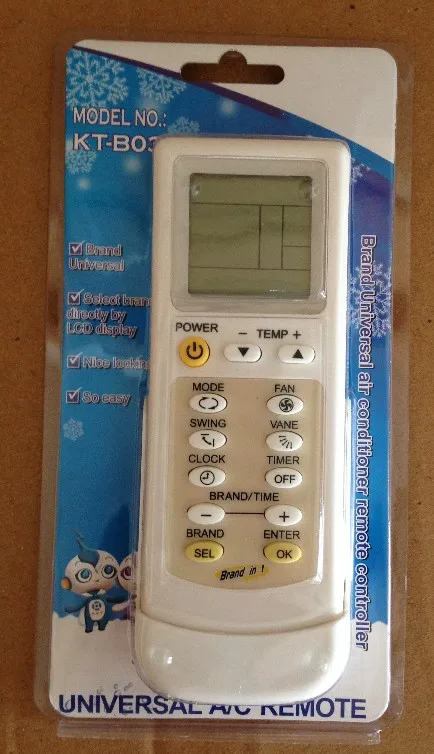 MODEL NO.:
KT-B03
Brand
Universal
Select brand
directly by
LCD display
Nice looking
So easy
Brand Universal air conditioner remote controller
POWER
− TEMP +
MODE
FAN
SWING
VANE
CLOCK
TIMER
OFF
BRAND/TIME
− +
BRAND
ENTER
SEL
OK
Brand in !
UNIVERSAL A/C REMOTE